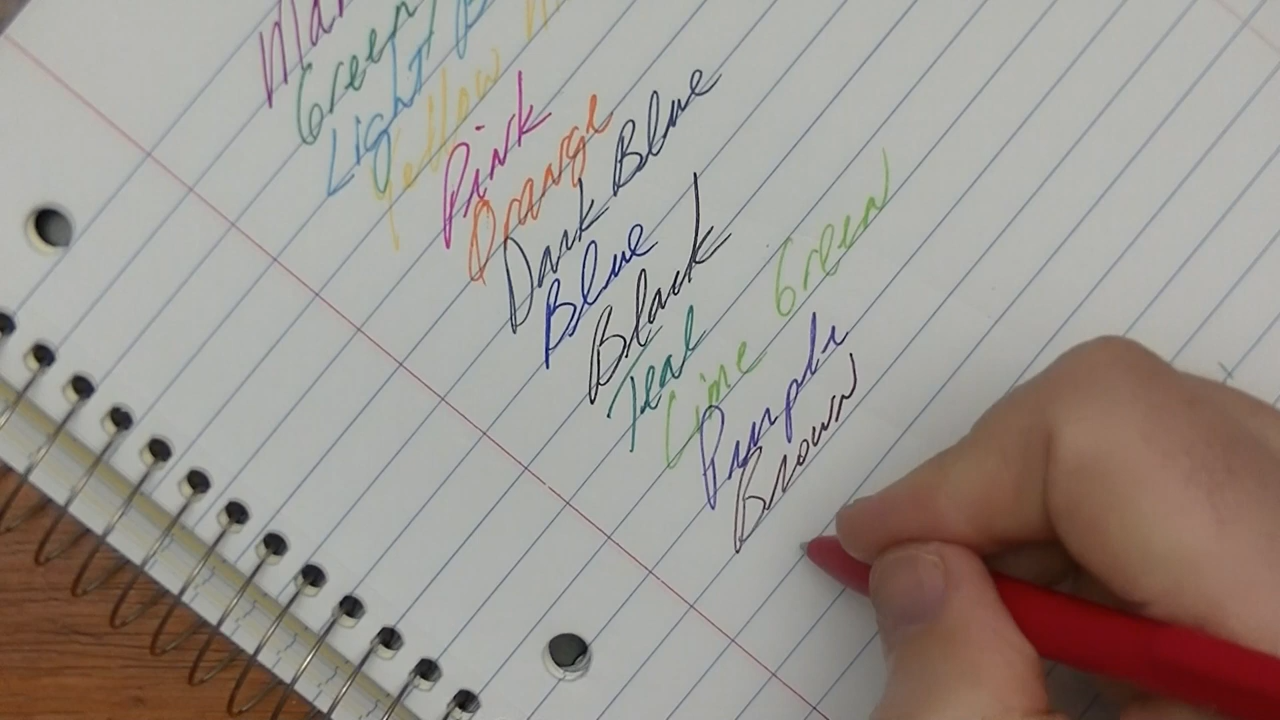 Green
Light
Yellow
Pink
Orange
Dark Blue
Blue
Black
Teal
Lime Green
Purple
Brown